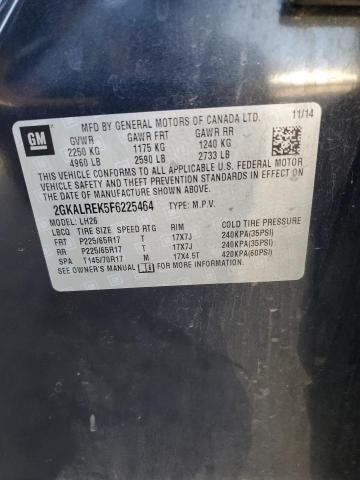 GM
MFD BY GENERAL MOTORS OF CANADA LTD. 11/14
GVWR GAWR FRT GAWR RR
2250 KG 1175 KG 1240 KG
4960 LB 2590 LB 2733 LB
THIS VEHICLE CONFORMS TO ALL APPLICABLE U.S. FEDERAL MOTOR
VEHICLE SAFETY, BUMPER, AND THEFT PREVENTION STANDARDS IN
EFFECT ON THE DATE OF MANUFACTURE SHOWN ABOVE.
2GKALREK5F6225464 TYPE: M.P.V.
MODEL: LH26
LBCQ TIRE SIZE SPEED RTG RIM COLD TIRE PRESSURE
FRT P225/65R17 T 17X7J 240KPA(35PSI)
RR P225/65R17 T 17X7J 240KPA(35PSI)
SPA T145/70R17 M 17X4.5T 420KPA(60PSI)
SEE OWNER'S MANUAL FOR MORE INFORMATION.